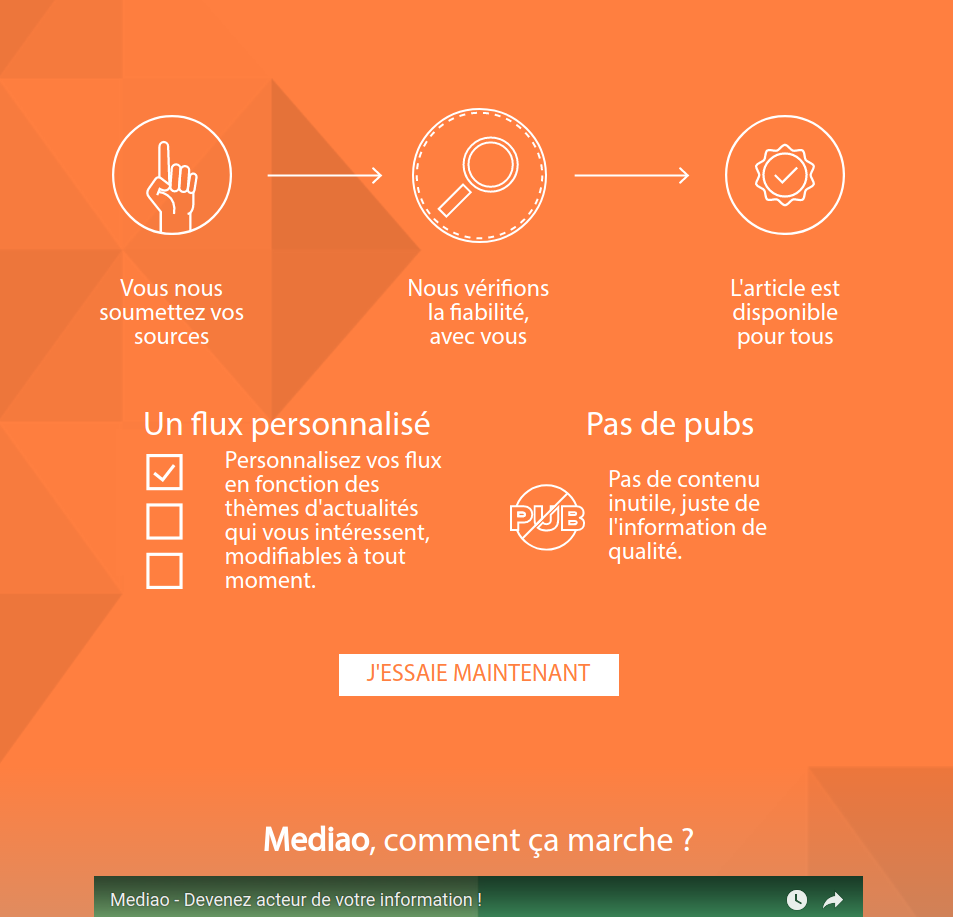 Vous nous
soumettez vos
sources
Nous vérifions
la fiabilité,
avec vous
L'article est
disponible
pour tous
Un flux personnalisé
Personnalisez vos flux
en fonction des
thèmes d'actualités
qui vous intéressent,
modifiables à tout
moment.
Pas de pubs
PUB
Pas de contenu
inutile, juste de
l'information de
qualité.
J'ESSAIE MAINTENANT
Mediao, comment ça marche ?
Mediao - Devenez acteur de votre information !